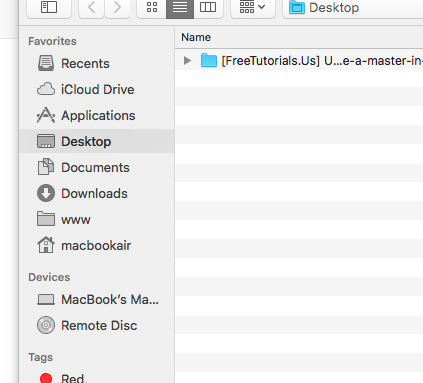 Desktop
Favorites
Recents
iCloud Drive
Applications
Desktop
Documents
Downloads
www
macbookair
Devices
MacBook's Ma...
Remote Disc
Tags
Red
Name
[FreeTutorials.Us] U...e-a-master-in-